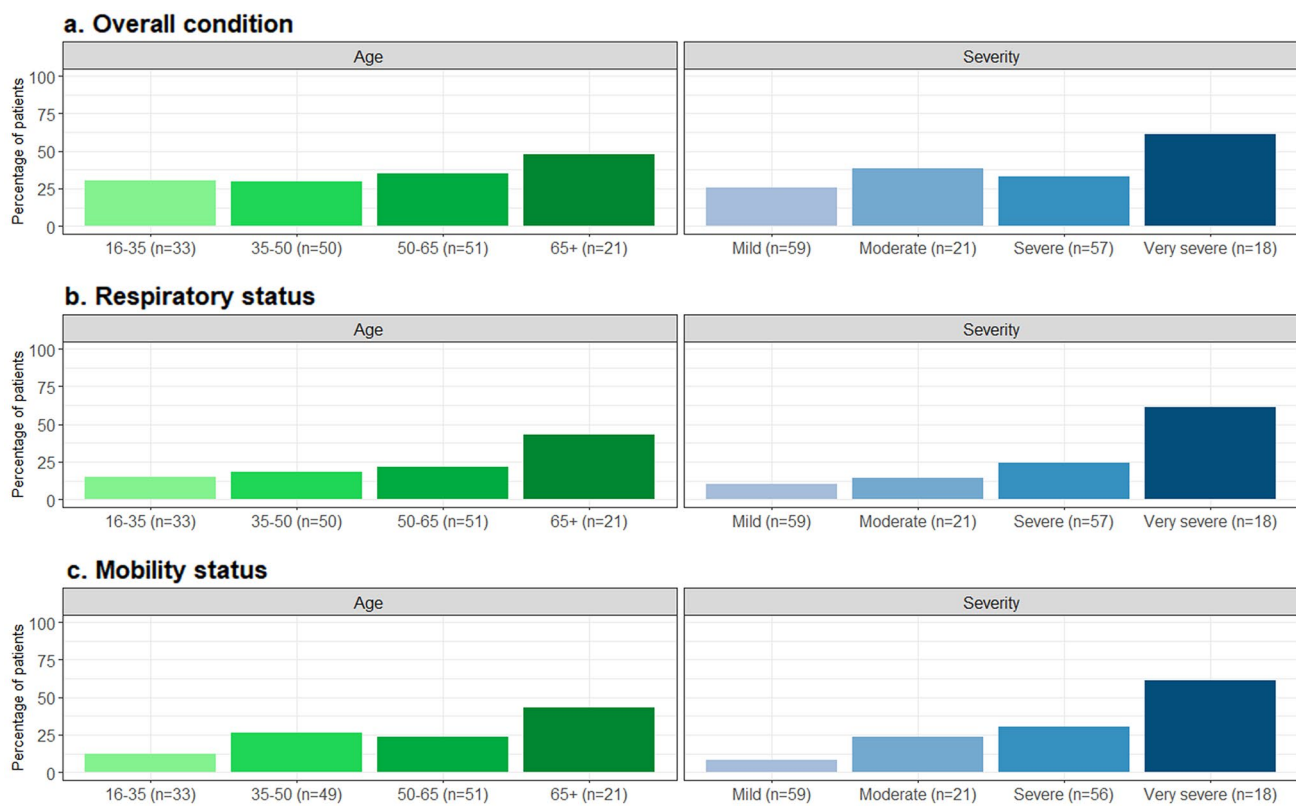 a. Overall condition
Age
Severity
Percentage of patients
100
75
50
25
0
16-35 (n=33) 35-50 (n=50) 50-65 (n=51) 65+ (n=21)
Mild (n=59) Moderate (n=21) Severe (n=57) Very severe (n=18)
b. Respiratory status
Age
Severity
Percentage of patients
100
75
50
25
0
16-35 (n=33) 35-50 (n=50) 50-65 (n=51) 65+ (n=21)
Mild (n=59) Moderate (n=21) Severe (n=57) Very severe (n=18)
c. Mobility status
Age
Severity
Percentage of patients
100
75
50
25
0
16-35 (n=33) 35-50 (n=49) 50-65 (n=51) 65+ (n=21)
Mild (n=59) Moderate (n=21) Severe (n=56) Very severe (n=18)